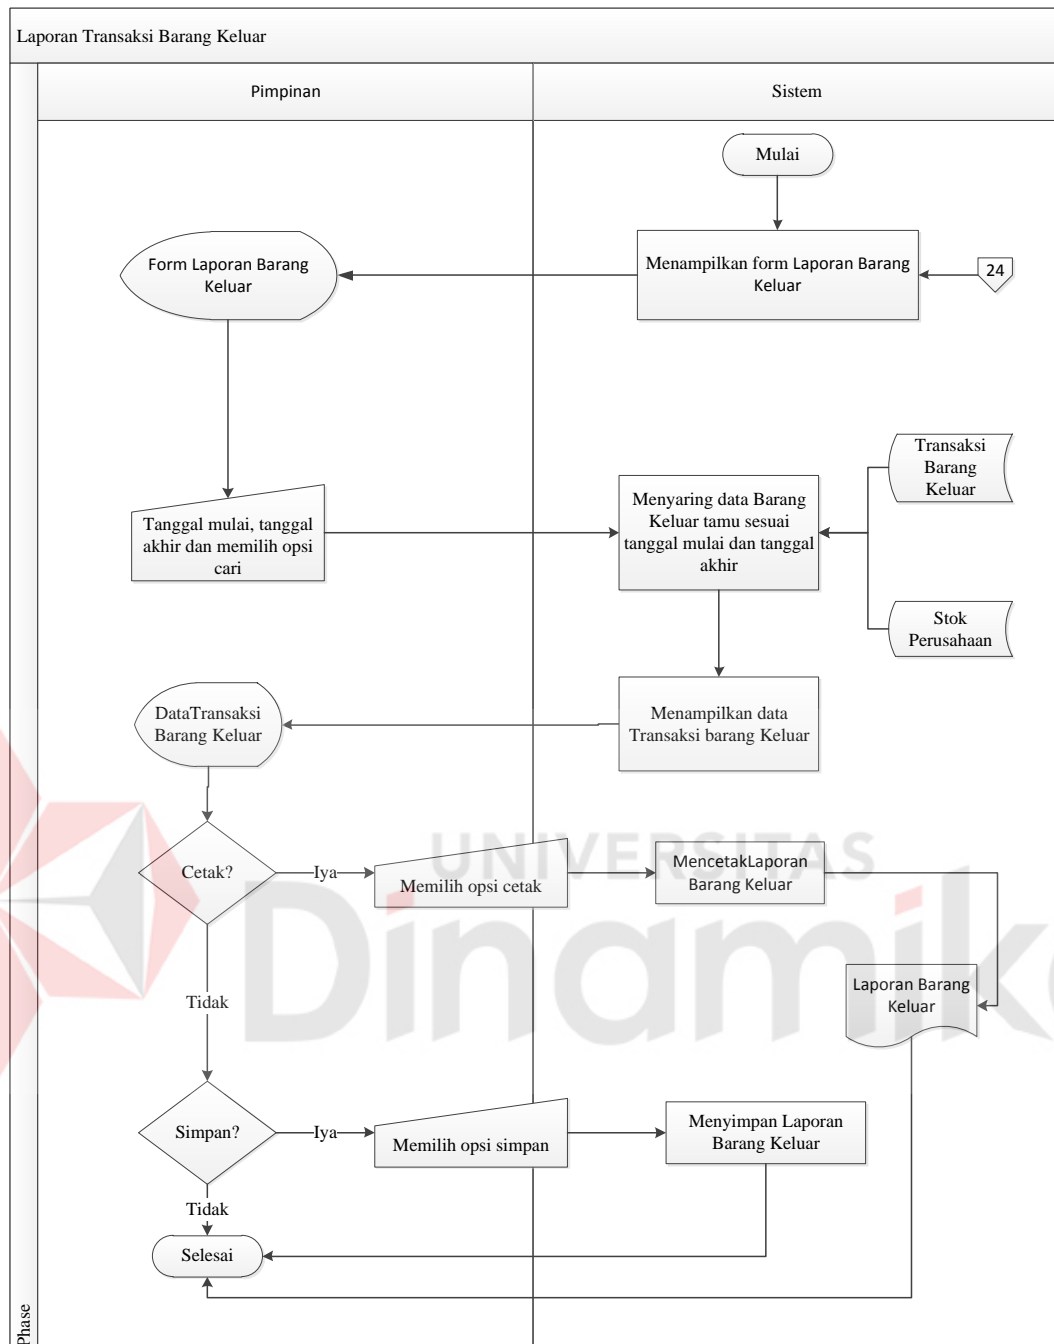 Laporan Transaksi Barang Keluar
Pimpinan
Sistem
Mulai
Form Laporan Barang
Keluar
Menampilkan form Laporan Barang
Keluar
24
Transaksi
Barang
Keluar
Tanggal mulai, tanggal
akhir dan memilih opsi
cari
Menyaring data Barang
Keluar tamu sesuai
tanggal mulai dan tanggal
akhir
Stok
Perusahaan
DataTransaksi
Barang Keluar
Menampilkan data
Transaksi barang Keluar
UNIVERSITAS
Dinamika
Cetak?
Iya
Memilih opsi cetak
MencetakLaporan
Barang Keluar
Tidak
Laporan Barang
Keluar
Simpan?
Iya
Memilih opsi simpan
Menyimpan Laporan
Barang Keluar
Tidak
Selesai
Phase